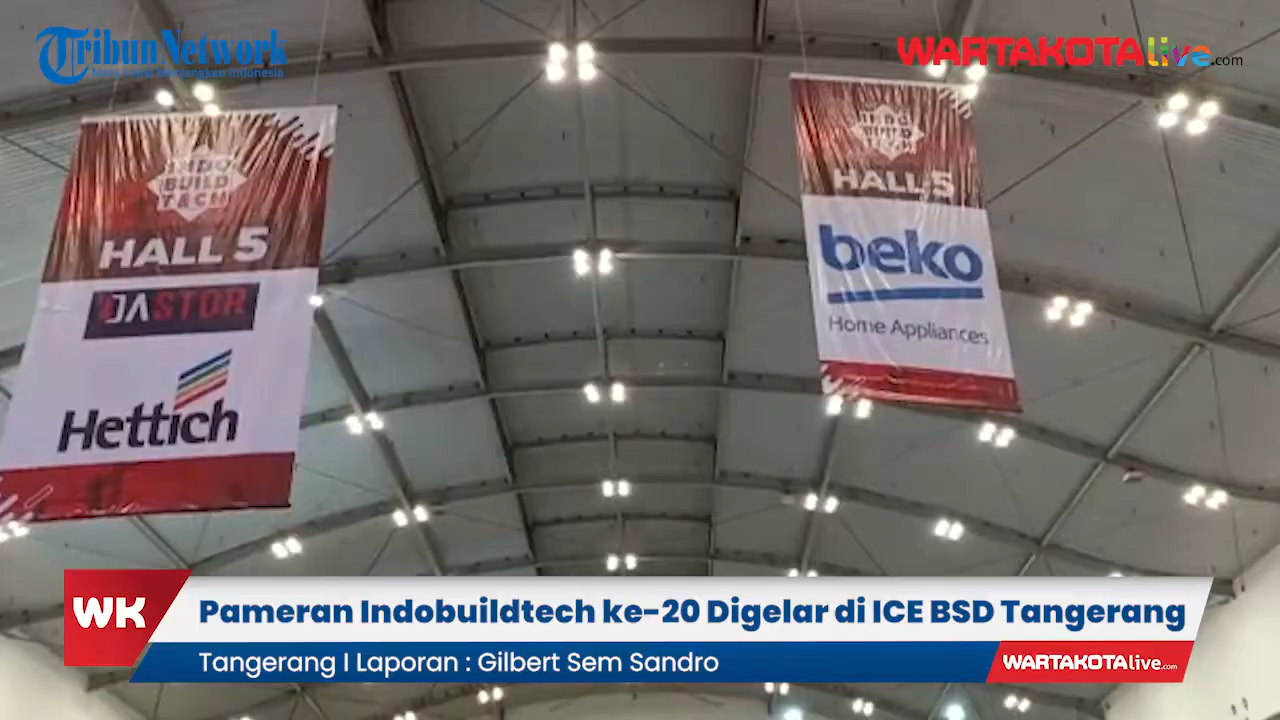 Tribun Network
WARTAKOTAlive.com
INDO
BUILD
TECH
HALL 5
JASTOR
Hettich
INDO
BUILD
TECH
HALL 5
beko
Home Appliances
WK
Pameran Indobuildtech ke-20 Digelar di ICE BSD Tangerang
Tangerang I Laporan : Gilbert Sem Sandro
WARTAKOTAlive.com